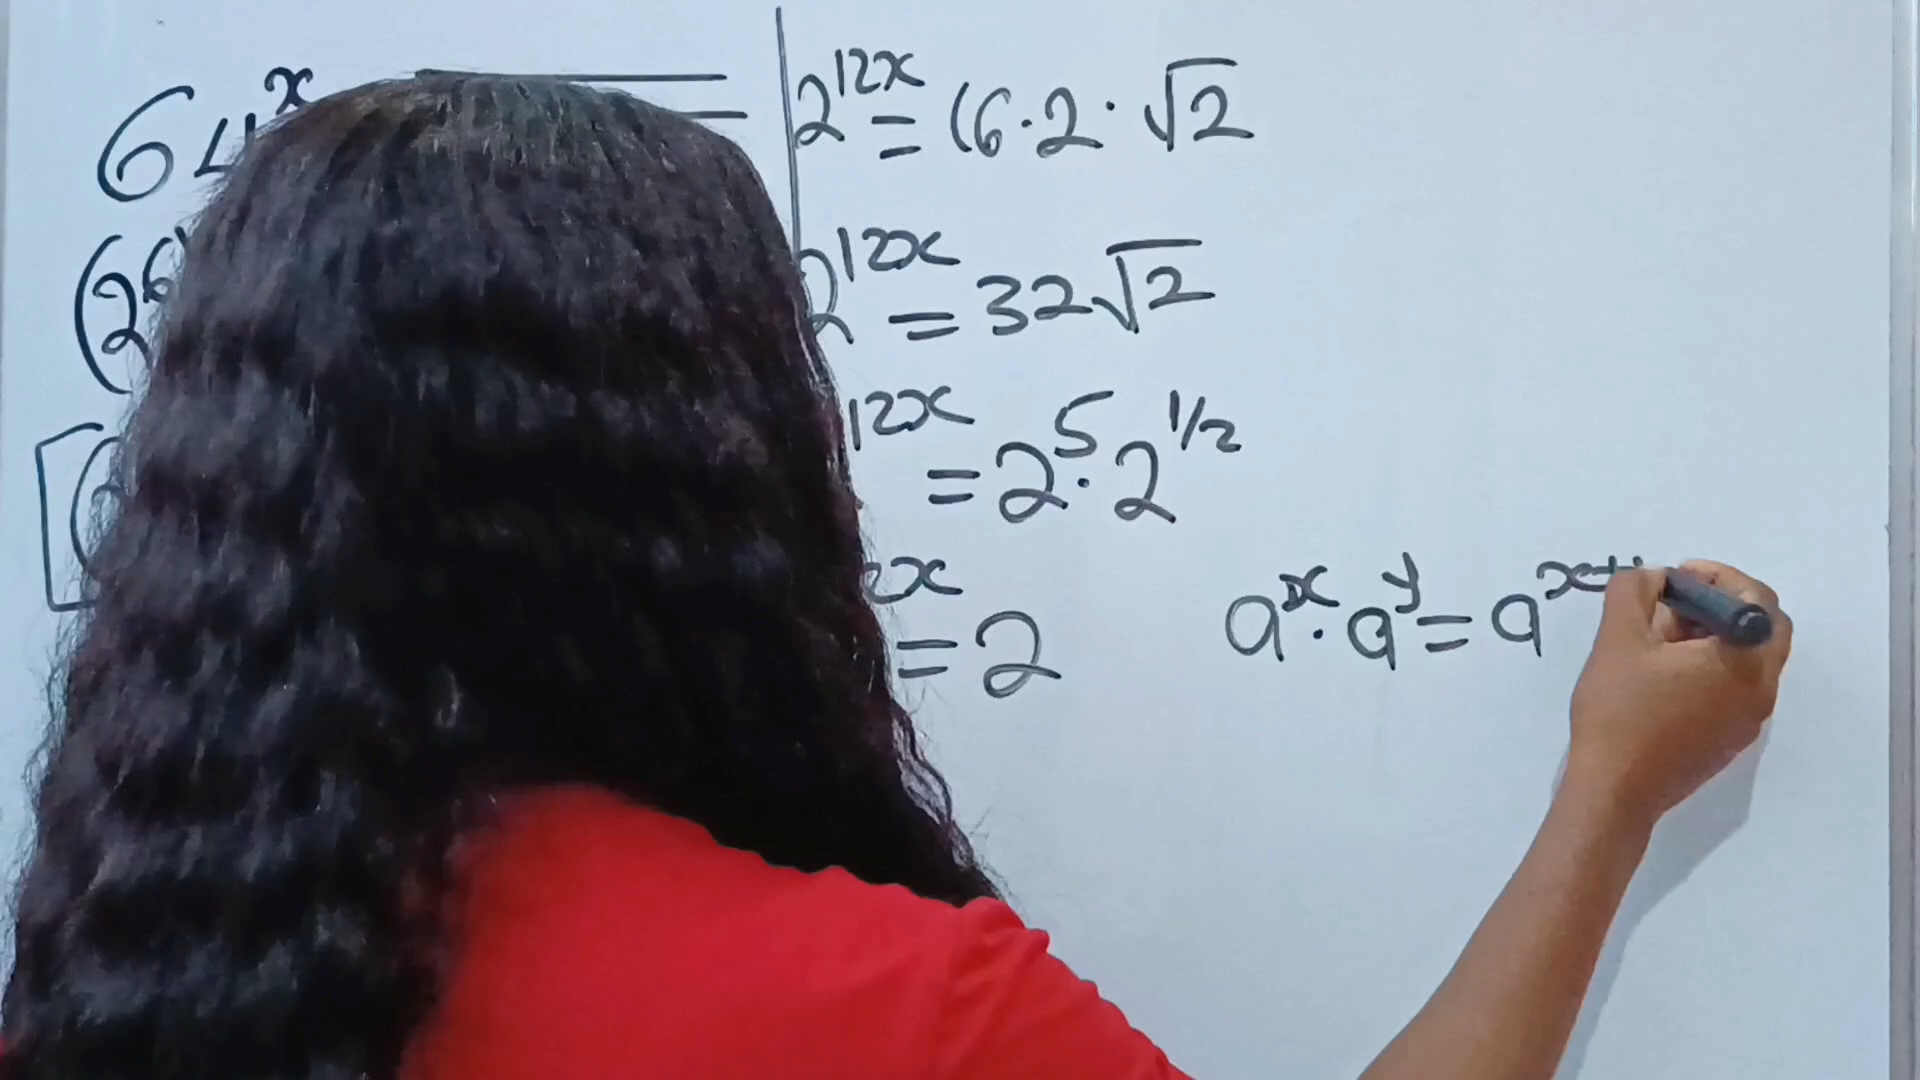 64^x
(2^6
2^12x = 16·2·√2
2^12x = 32√2
12x = 2^5·2^1/2
2x = 2
a^x·a^y = a^x+